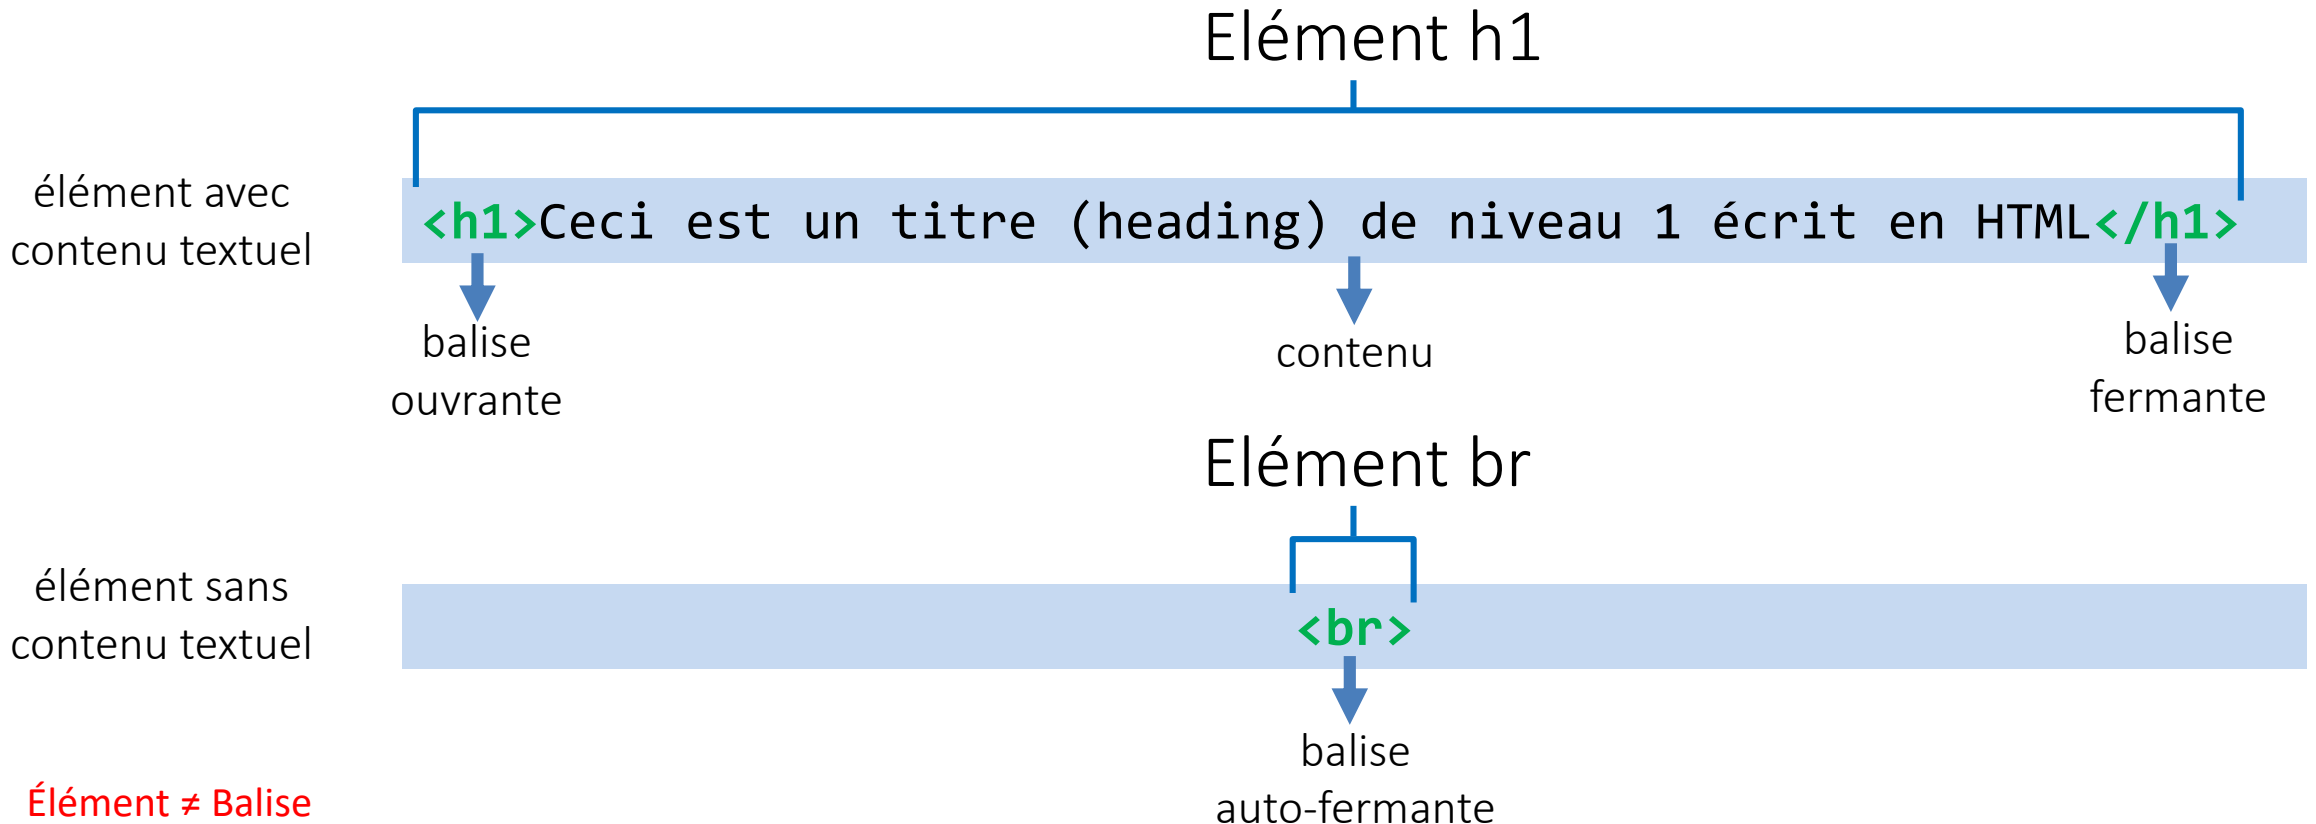 Elément h1
élément avec
contenu textuel
<h1>Ceci est un titre (heading) de niveau 1 écrit en HTML</h1>
balise
ouvrante
contenu
balise
fermante
Elément br
élément sans
contenu textuel
<br>
balise
auto-fermante
Élément ≠ Balise